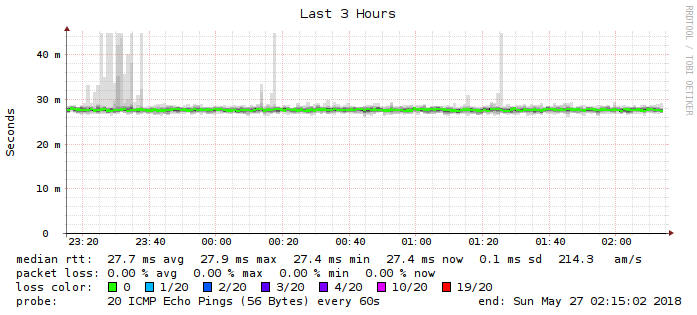 Last 3 Hours
RRDTOOL / TOBI OETIKER
Seconds
40 m
30 m
20 m
10 m
0
23:20 23:40 00:00 00:20 00:40 01:00 01:20 01:40 02:00
median rtt: 27.7 ms avg 27.9 ms max 27.4 ms min 27.4 ms now 0.1 ms sd 214.3 am/s
packet loss: 0.00 % avg 0.00 % max 0.00 % min 0.00 % now
loss color: 0 1/20 2/20 3/20 4/20 10/20 19/20
probe: 20 ICMP Echo Pings (56 Bytes) every 60s end: Sun May 27 02:15:02 2018